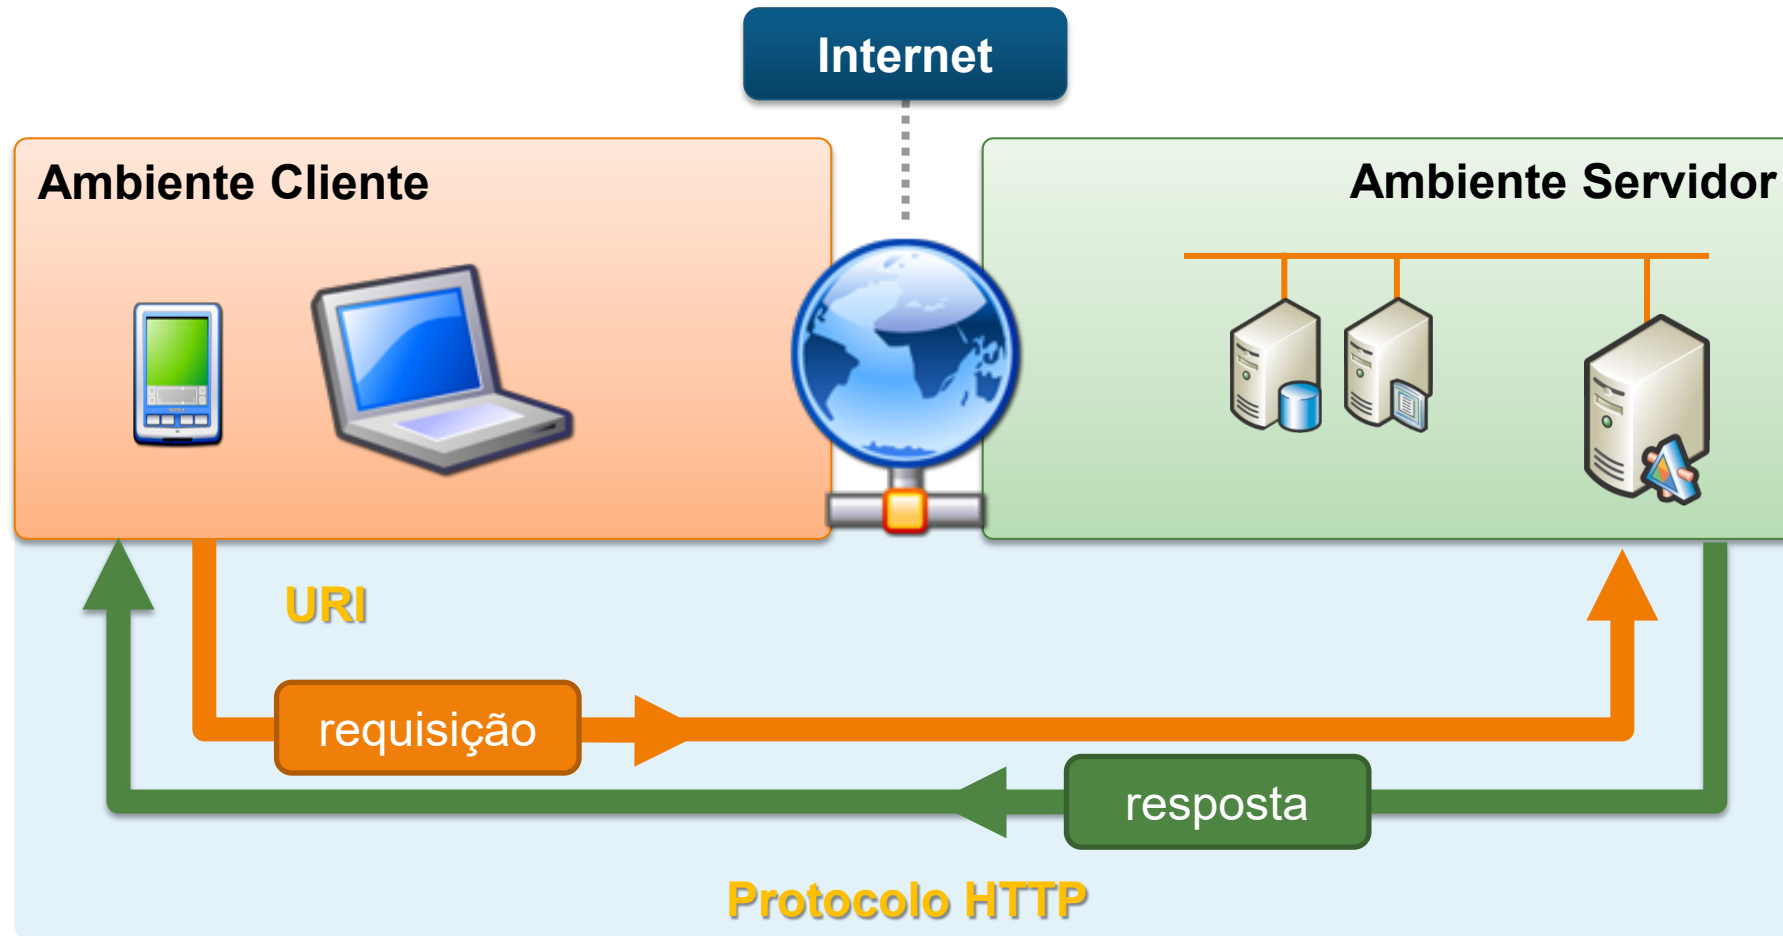 Internet
Ambiente Cliente
Ambiente Servidor
URI
requisição
resposta
Protocolo HTTP